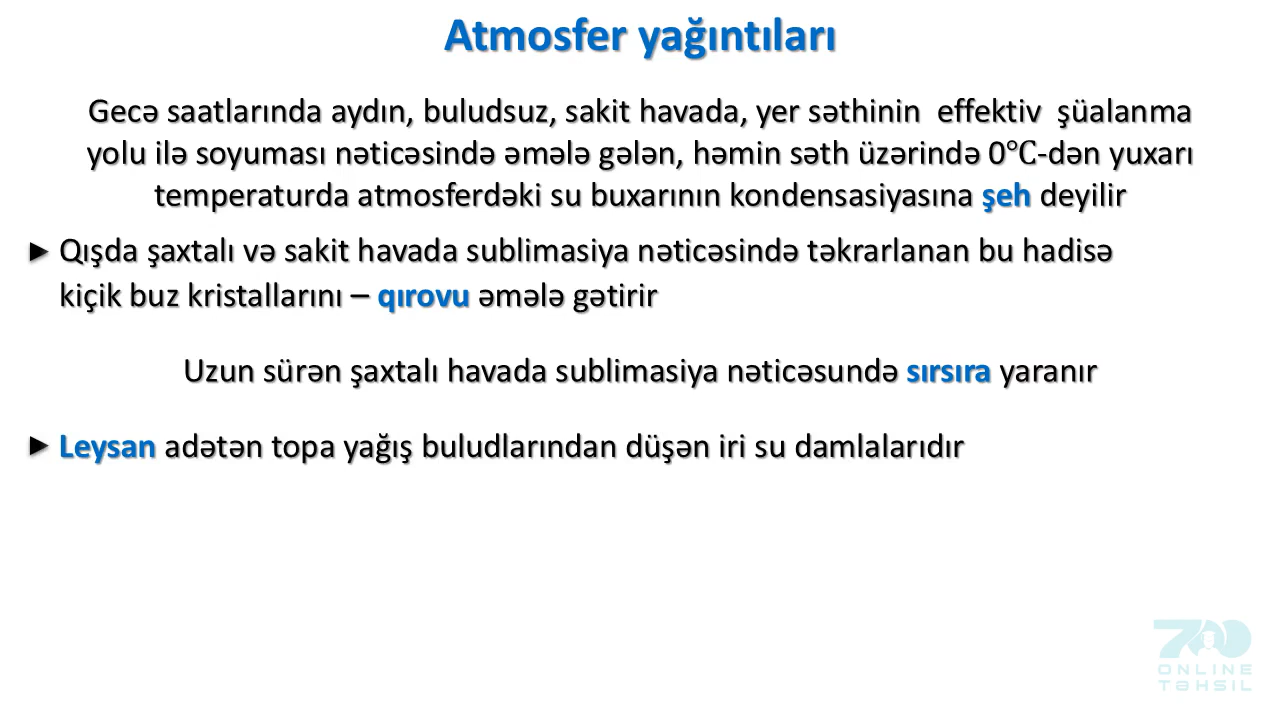 Atmosfer yağıntıları
Gecə saatlarında aydın, buludsuz, sakit havada, yer səthinin effektiv şüalanma
yolu ilə soyuması nəticəsində əmələ gələn, həmin səth üzərində 0℃-dən yuxarı
temperaturda atmosferdəki su buxarının kondensasiyasına şeh deyilir
► Qışda şaxtalı və sakit havada sublimasiya nəticəsində təkrarlanan bu hadisə
kiçik buz kristallarını – qırovu əmələ gətirir
Uzun sürən şaxtalı havada sublimasiya nəticəsundə sırsıra yaranır
► Leysan adətən topa yağış buludlarından düşən iri su damlalarıdır
700
ONLINE
TəHSIL